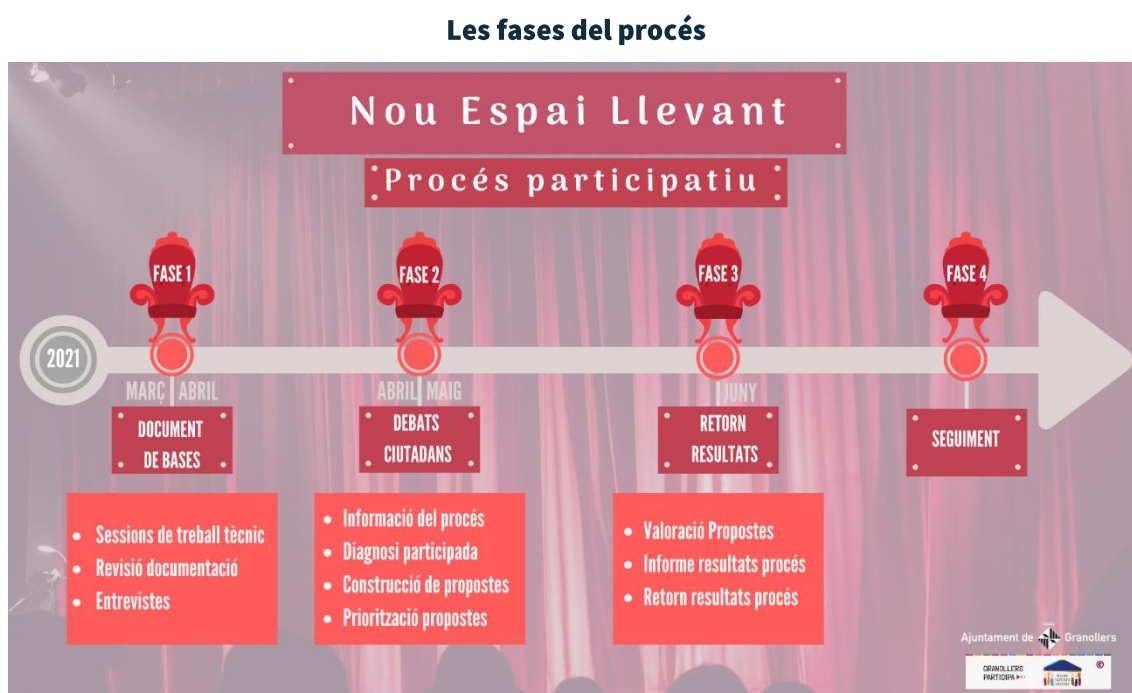 Les fases del procés
Nou Espai Llevant
Procés participatiu
FASE 1
FASE 2
FASE 3
FASE 4
2021
MARÇ ABRIL
ABRIL MAIG
JUNY
DOCUMENT
DE BASES
DEBATS
CIUTADANS
RETORN
RESULTATS
SEGUIMENT
• Sessions de treball tècnic
• Revisió documentació
• Entrevistes
• Informació del procés
• Diagnosi participada
• Construcció de propostes
• Priorització propostes
• Valoració Propostes
• Informe resultats procés
• Retorn resultats procés
Ajuntament de Granollers
GRANOLLERS
PARTICIPA